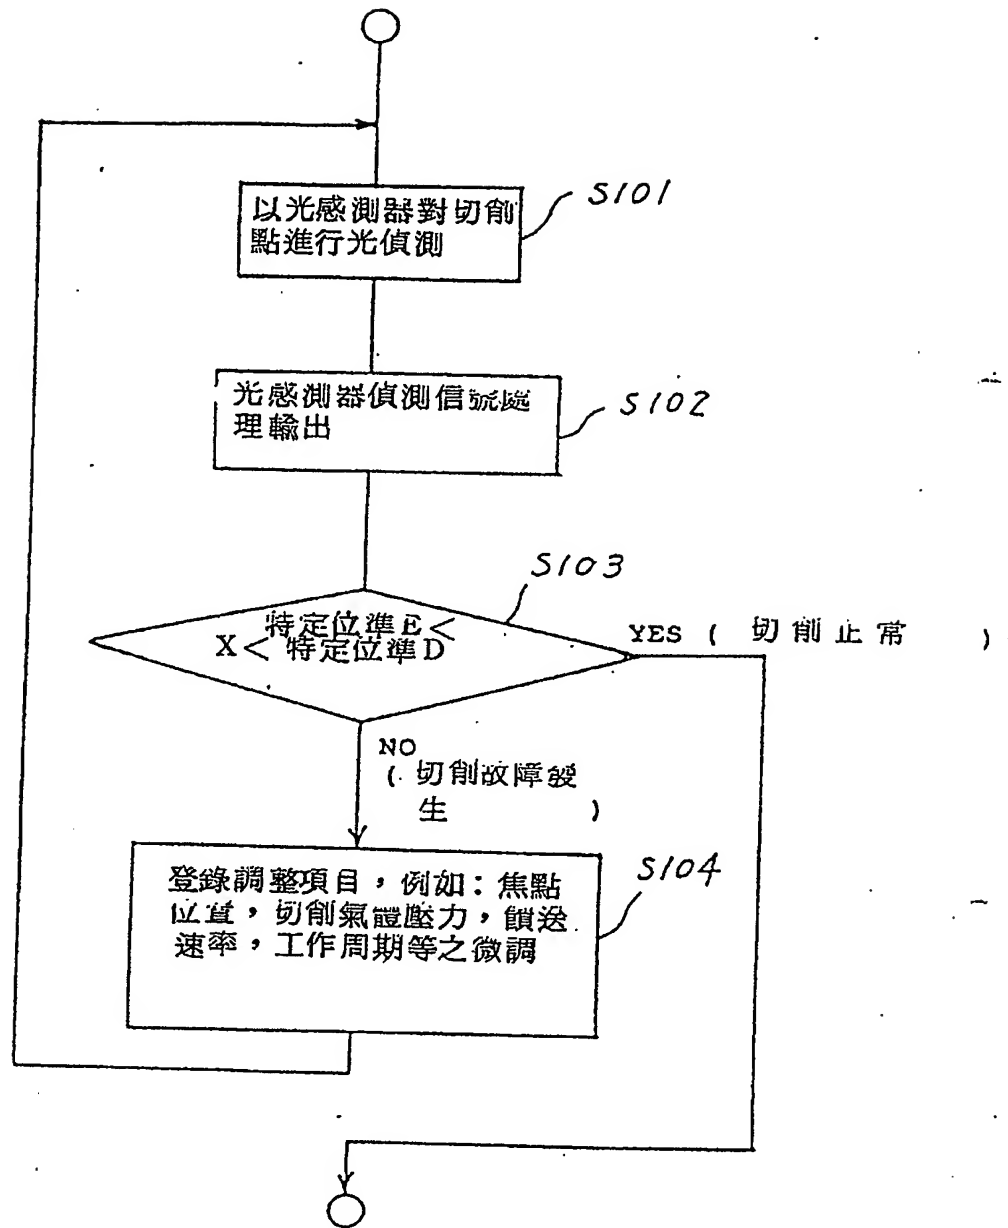 以光感測器對切削
點進行光偵測
S101
光感測器偵測信號處
理輸出
S102
S103
特定位準E<
X<特定位準D
YES ( 切削正常 )
NO
( 切削故障發
生 )
S104
登錄調整項目，例如：焦點
位置，切削氣體壓力，饋送
速率，工作周期等之微調